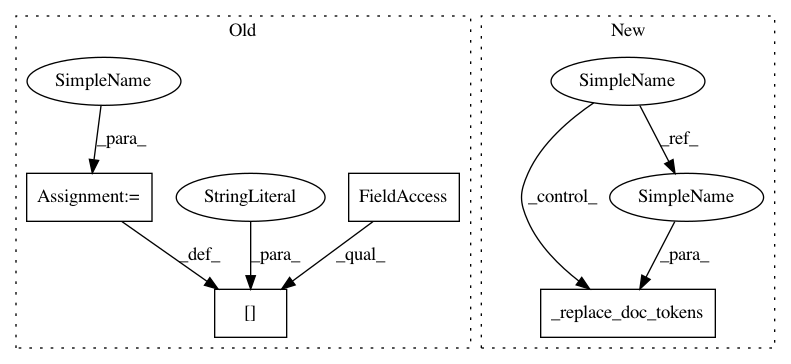 Old
New
SimpleName
SimpleName
_para_
_ref_
Assignment:=
StringLiteral
FieldAccess
_control_
SimpleName
_def_
_para_
_qual_
_para_
[]
_replace_doc_tokens